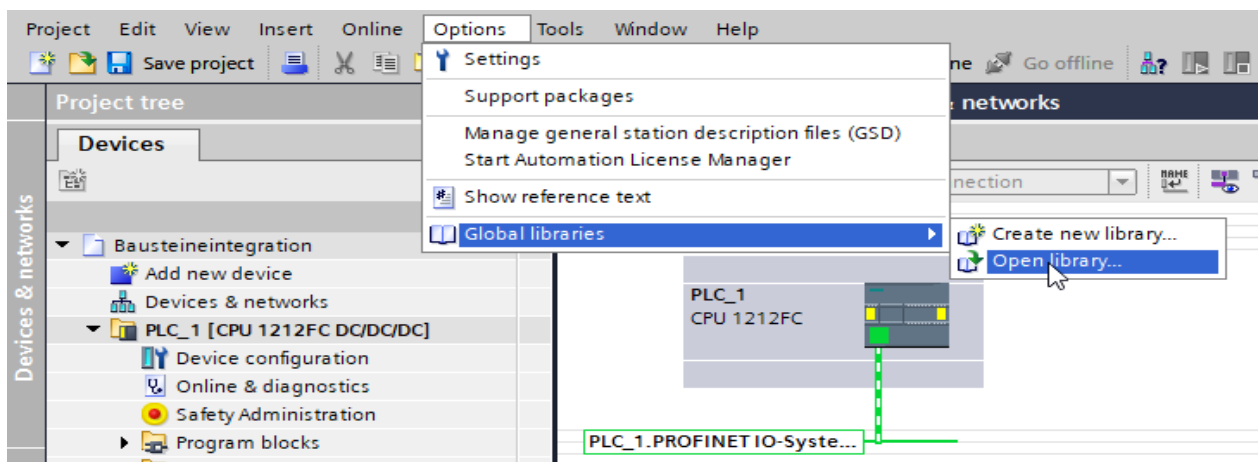 Project Edit View Insert Online Options Tools Window Help
Save project
Settings
ne Go offline
Support packages
Project tree
networks
Manage general station description files (GSD)
Devices
Start Automation License Manager
nection
NAME
Show reference text
Devices & networks
Global libraries
Create new library...
Open library...
Bausteineintegration
Add new device
Devices & networks
PLC_1 [CPU 1212FC DC/DC/DC]
Device configuration
Online & diagnostics
Safety Administration
Program blocks
PLC_1
CPU 1212FC
PLC_1.PROFINET IO-Syste...